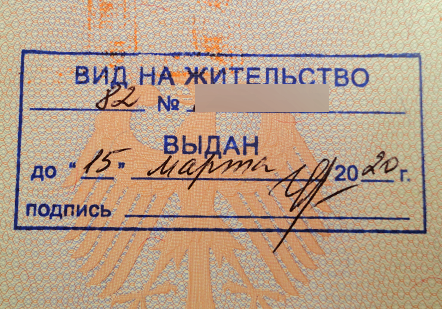 ВИД НА ЖИТЕЛЬСТВО
82 №
ВЫДАН
до "15" марта 2020 г.
подпись